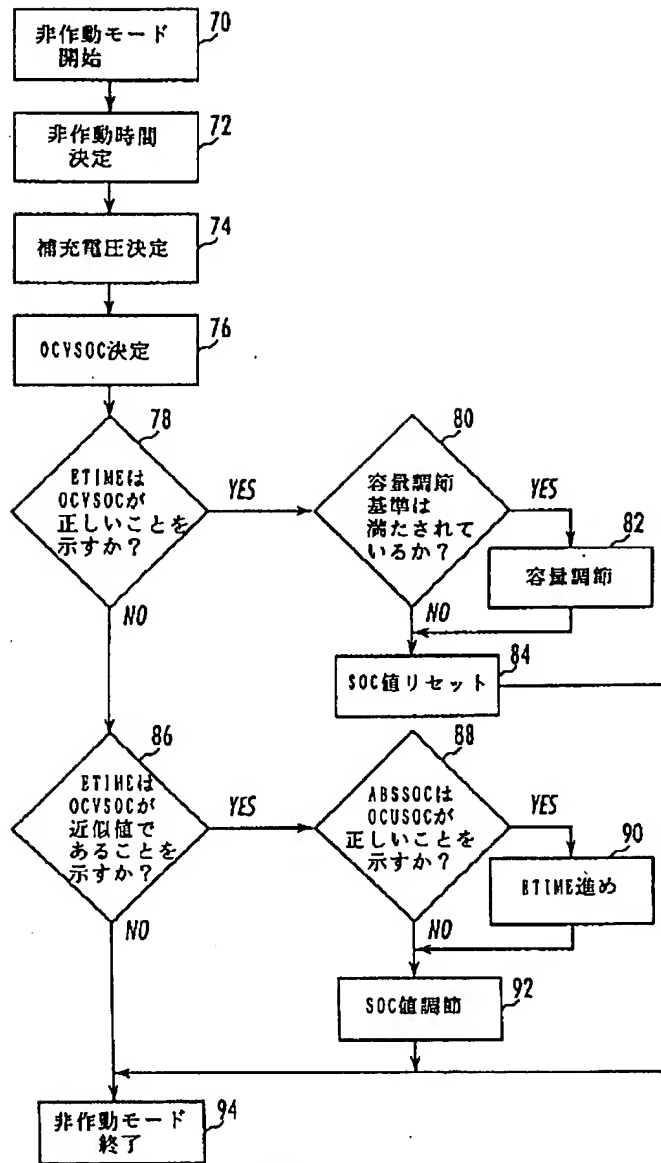 非作動モード
開始
70
非作動時間
決定
72
補充電圧決定
74
OCVSOC決定
76
78
ETIMEは
OCVSOCが
正しいことを
示すか?
YES
NO
80
容量調節
基準は
満たされて
いるか?
YES
NO
82
容量調節
84
SOC値リセット
86
ETIMEは
OCVSOCが
近似値で
あることを
示すか?
YES
NO
88
ABSSOCは
OCUSOCが
正しいことを
示すか?
YES
NO
90
ETIME進め
92
SOC値調節
94
非作動モード
終了